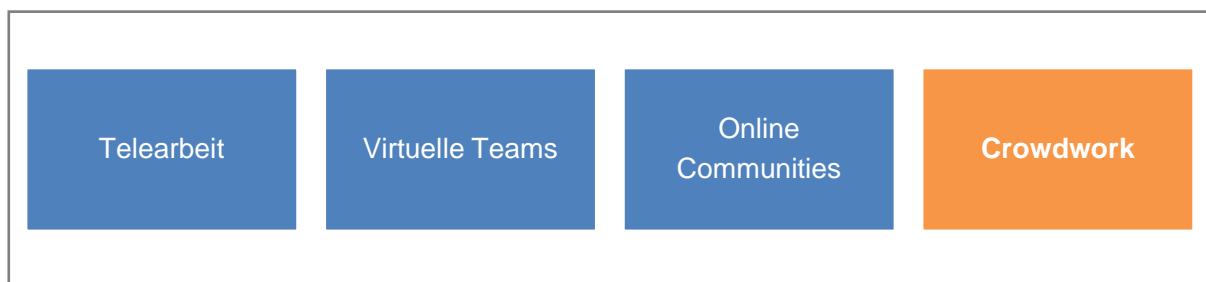 Telearbeit
Virtuelle Teams
Online
Communities
Crowdwork